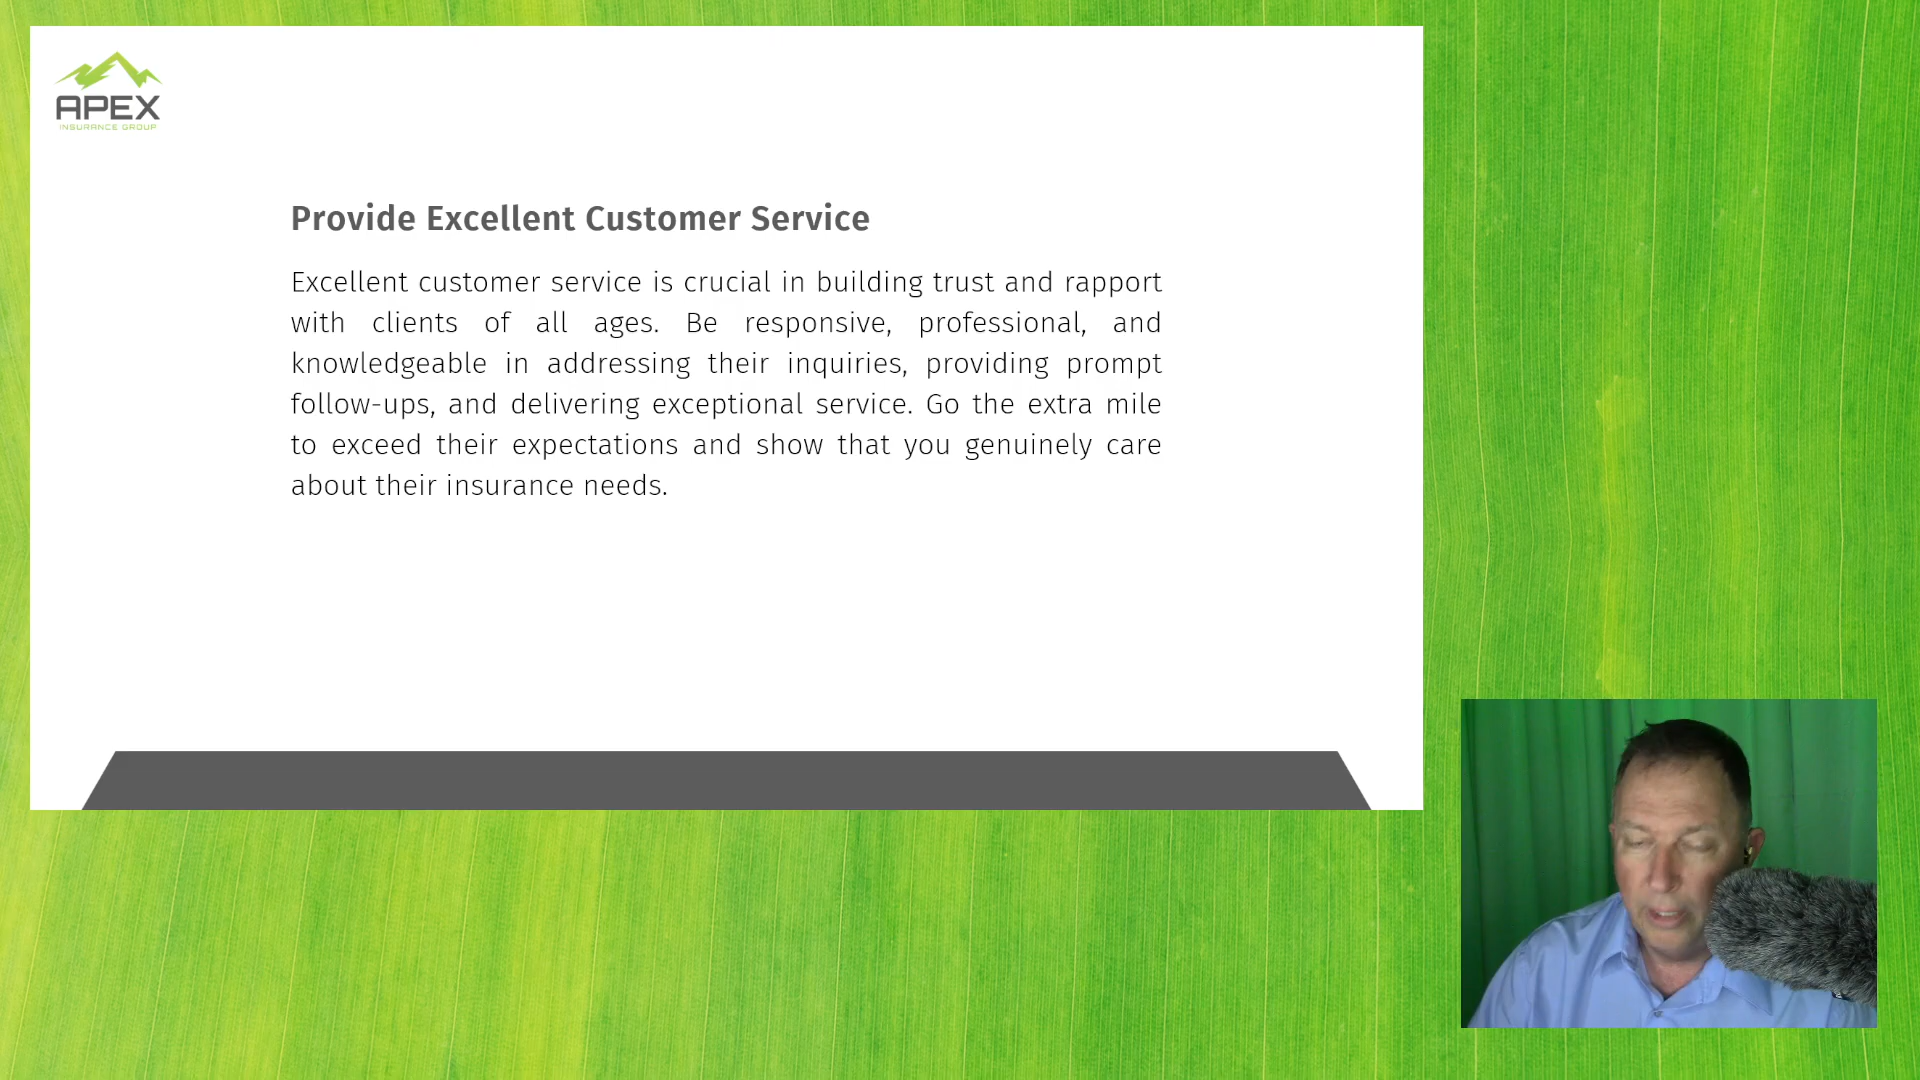 APEX
INSURANCE GROUP
Provide Excellent Customer Service
Excellent customer service is crucial in building trust and rapport
with clients of all ages. Be responsive, professional, and
knowledgeable in addressing their inquiries, providing prompt
follow-ups, and delivering exceptional service. Go the extra mile
to exceed their expectations and show that you genuinely care
about their insurance needs.